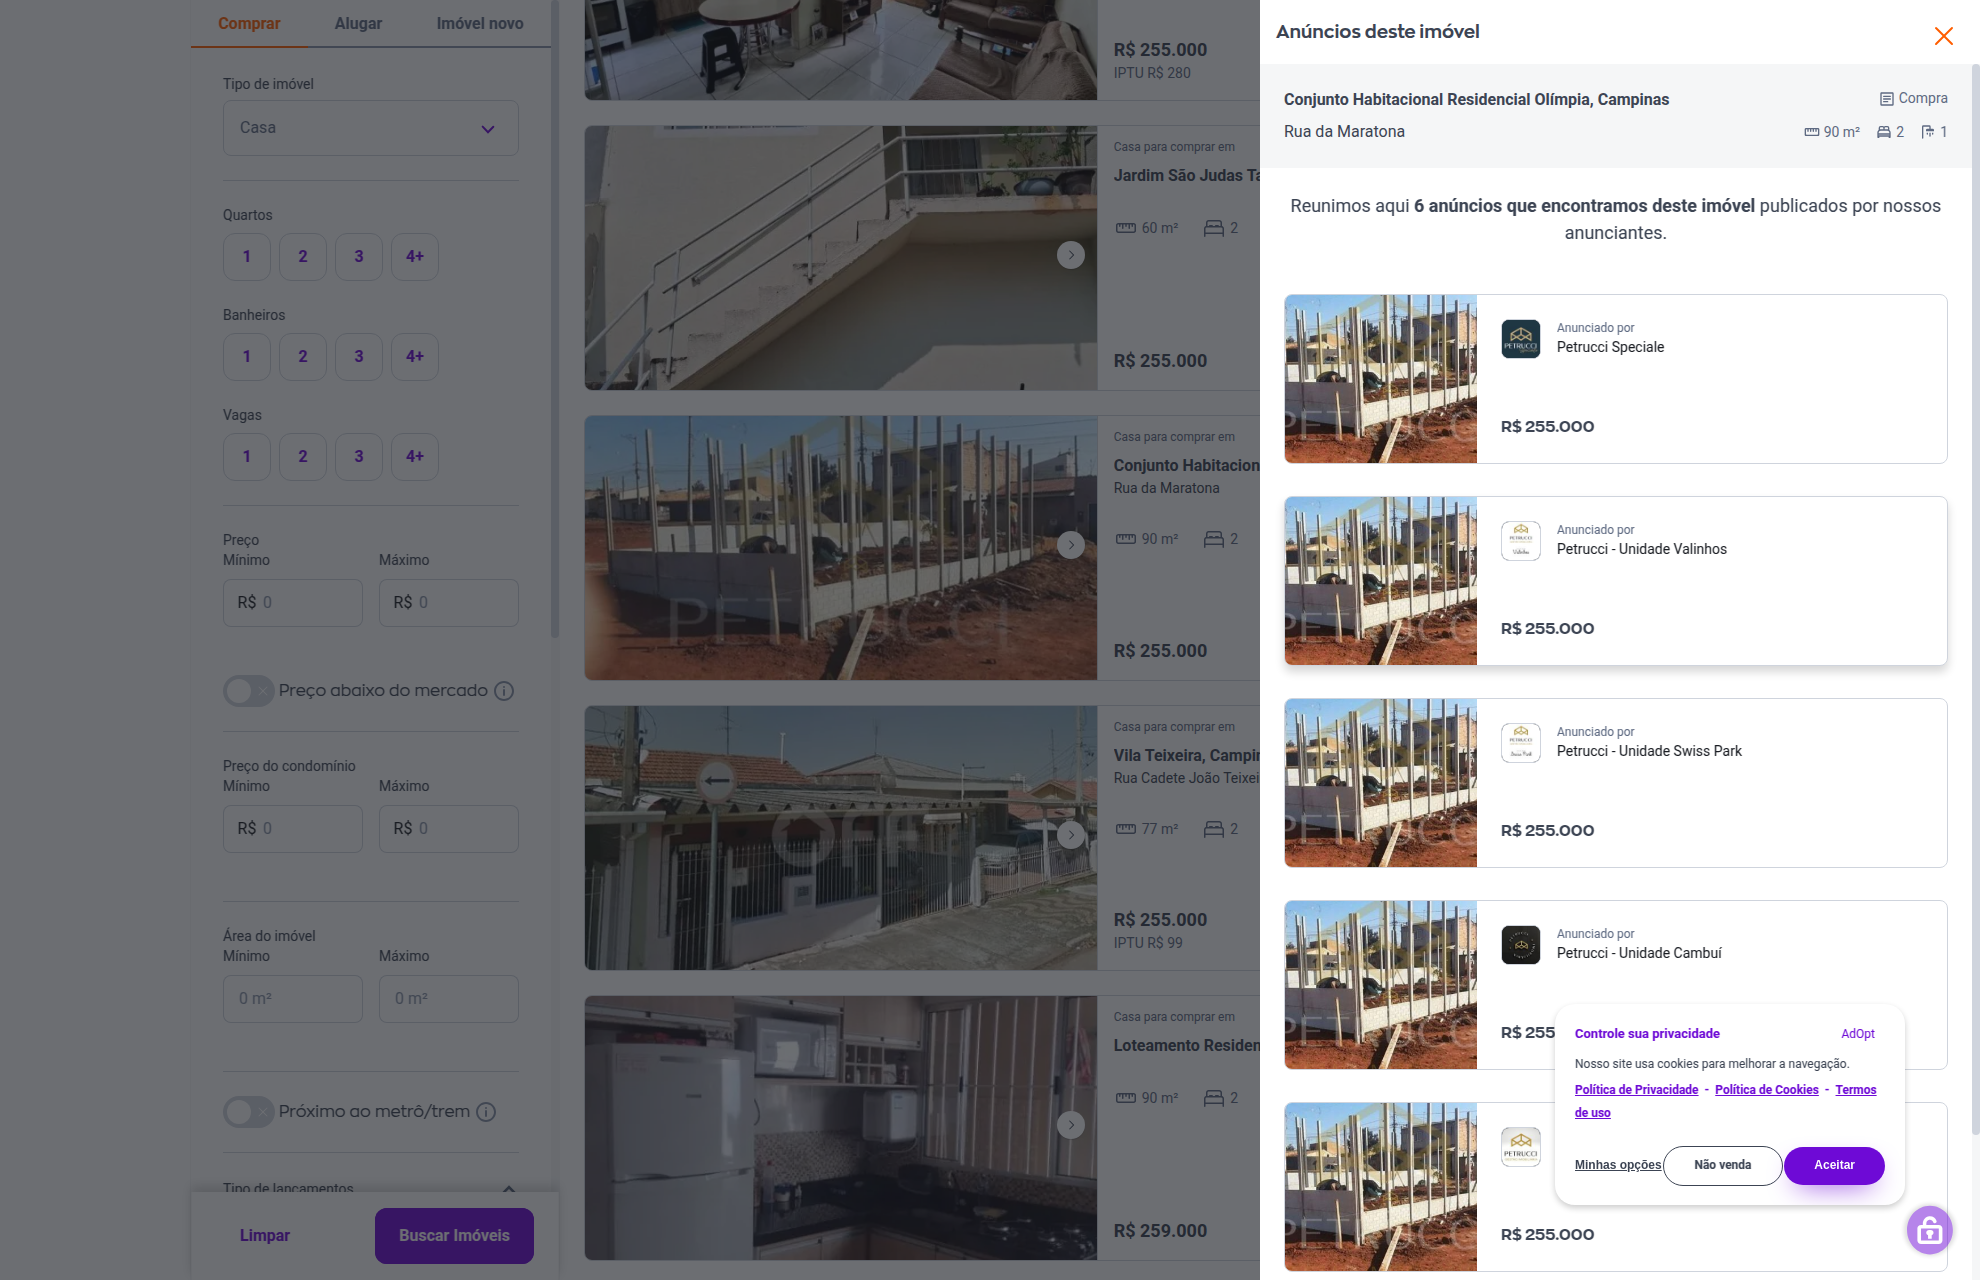 Comprar
Alugar
Imóvel novo
Tipo de imóvel
Casa
Quartos
1
2
3
4+
Banheiros
1
2
3
4+
Vagas
1
2
3
4+
Preço
Mínimo
Máximo
R$ 0
R$ 0
Preço abaixo do mercado
Preço do condomínio
Mínimo
Máximo
R$ 0
R$ 0
Área do imóvel
Mínimo
Máximo
0 m²
0 m²
Próximo ao metrô/trem
Tipo de lançamentos
Limpar
Buscar Imóveis
R$ 255.000
IPTU R$ 280
Casa para comprar em
Jardim São Judas Ta
60 m²
2
R$ 255.000
PETRUCCI
Casa para comprar em
Conjunto Habitacion
Rua da Maratona
90 m²
2
R$ 255.000
Casa para comprar em
Vila Teixeira, Campin
Rua Cadete João Teixei
77 m²
2
R$ 255.000
IPTU R$ 99
Casa para comprar em
Loteamento Residen
90 m²
2
R$ 259.000
Anúncios deste imóvel
Conjunto Habitacional Residencial Olímpia, Campinas
Compra
Rua da Maratona
90 m²
2
1
Reunimos aqui 6 anúncios que encontramos deste imóvel publicados por nossos
anunciantes.
PETRUCCI
Anunciado por
Petrucci Speciale
R$ 255.000
Anunciado por
Petrucci - Unidade Valinhos
R$ 255.000
Anunciado por
Petrucci - Unidade Swiss Park
R$ 255.000
Anunciado por
Petrucci - Unidade Cambuí
R$ 255
PETRUCCI
R$ 255.000
Controle sua privacidade
AdOpt
Nosso site usa cookies para melhorar a navegação.
Política de Privacidade - Política de Cookies - Termos
de uso
Minhas opções
Não venda
Aceitar